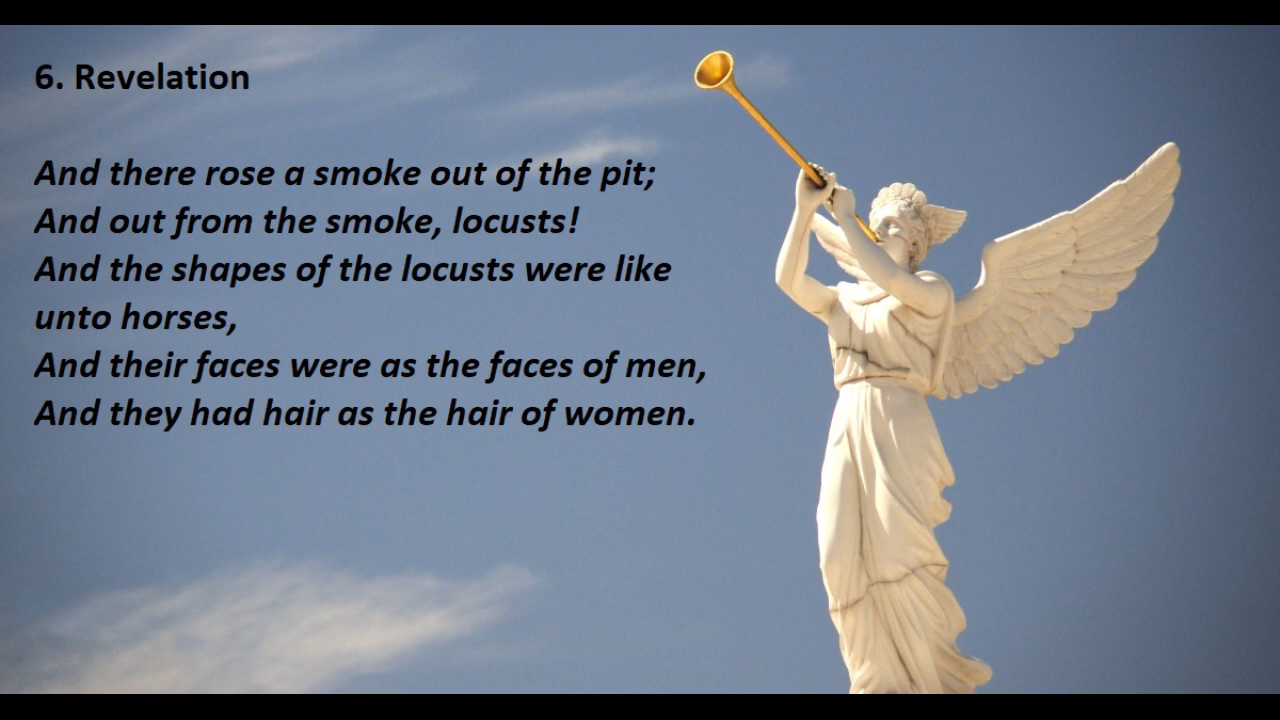 6. Revelation
And there rose a smoke out of the pit;
And out from the smoke, locusts!
And the shapes of the locusts were like
unto horses,
And their faces were as the faces of men,
And they had hair as the hair of women.